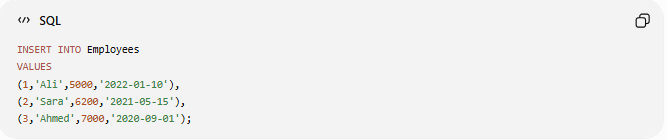 </> SQL
INSERT INTO Employees
VALUES
(1,'Ali',5000,'2022-01-10'),
(2,'Sara',6200,'2021-05-15'),
(3,'Ahmed',7000,'2020-09-01');